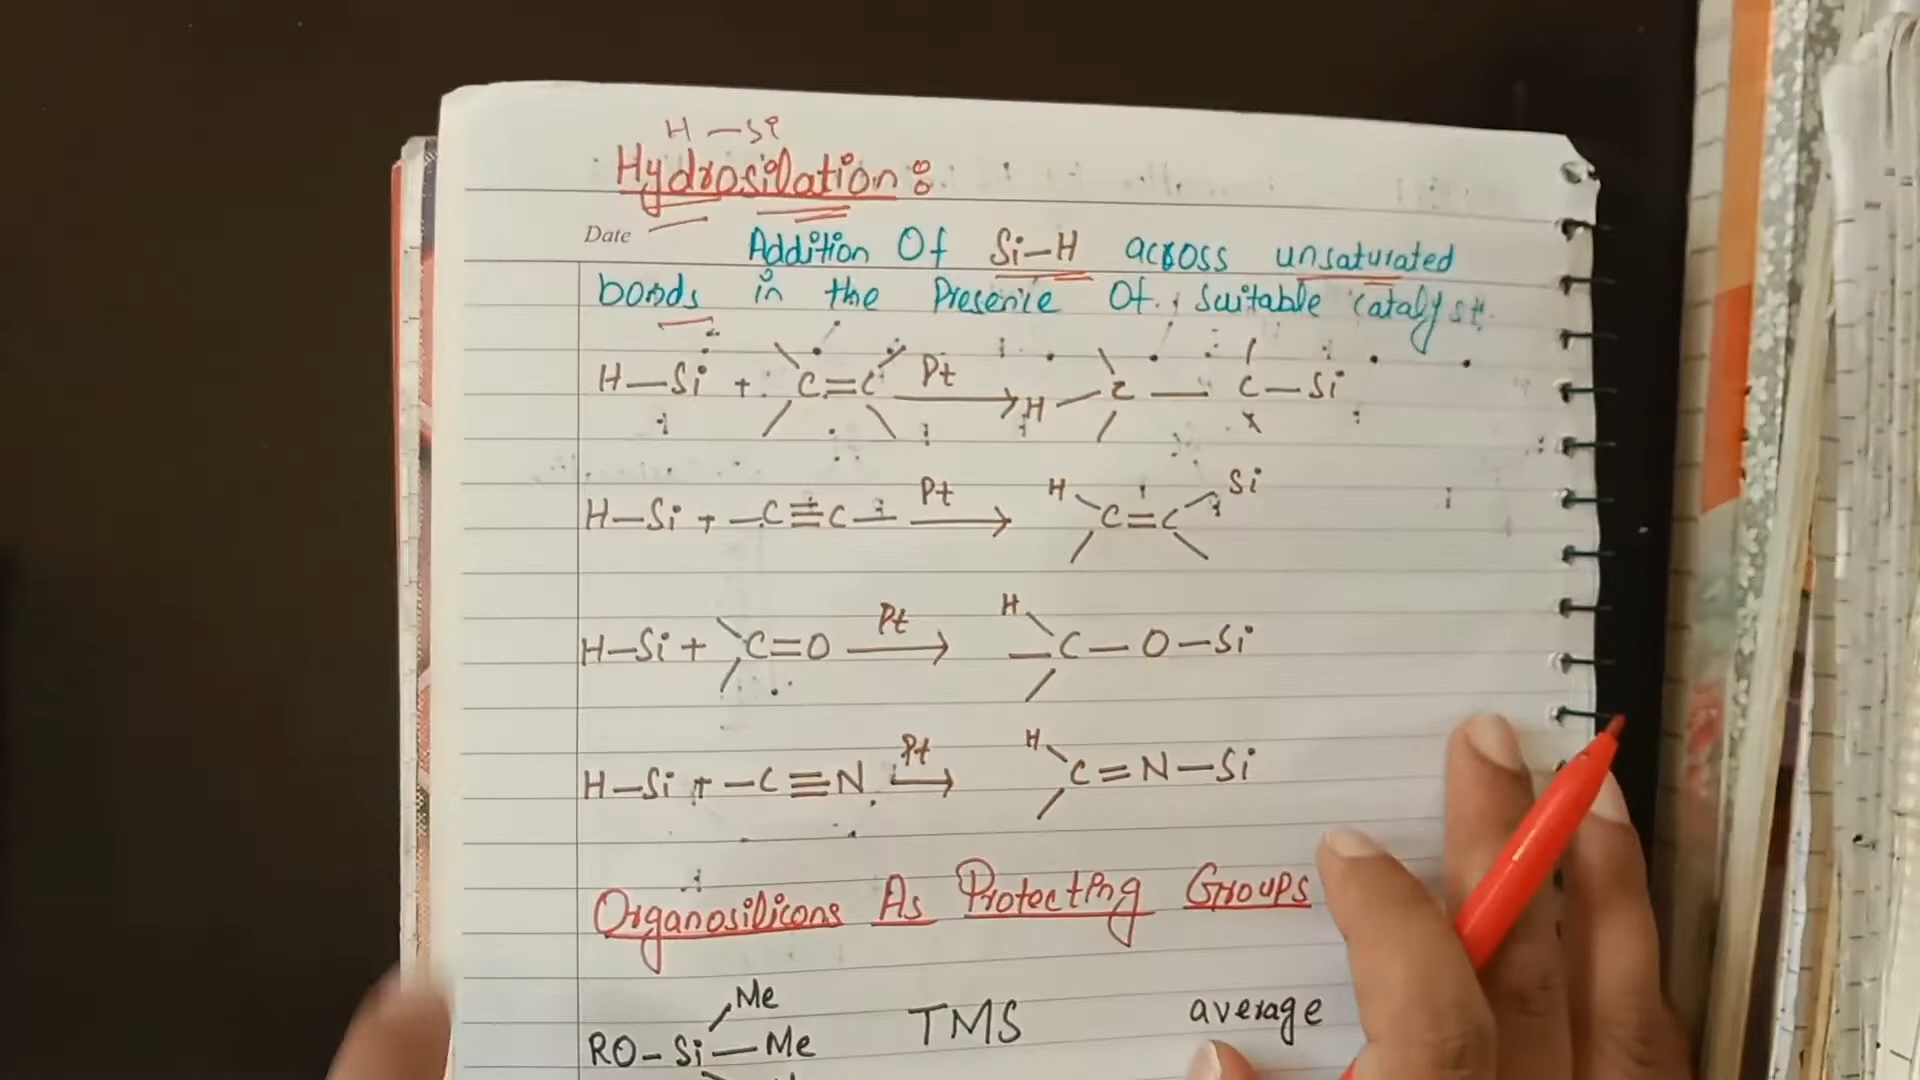 H—Si
Hydrosilation:
Date
Addition Of Si—H across unsaturated
bonds in the Presence Of suitable catalyst.
H—Si + C=C Pt → H—C—C—Si
H—Si + —C≡C— Pt → H C=C Si
H—Si + C=O Pt → H —C—O—Si
H—Si + —C≡N Pt → H C=N—Si
Organosilicons As Protecting Groups
Me
RO—Si—Me TMS average